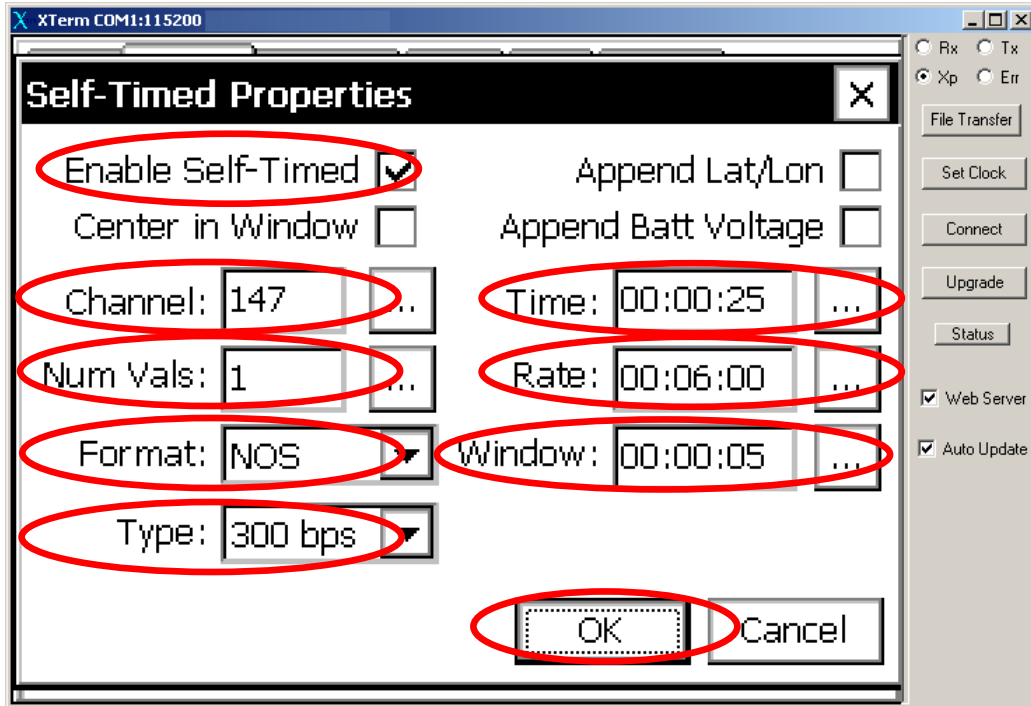 XTerm COM1:115200
Rx Tx
Self-Timed Properties
Xp Err
File Transfer
Enable Self-Timed Append Lat/Lon
Set Clock
Center in Window Append Batt Voltage
Connect
Channel: 147 ... Time: 00:00:25 ...
Upgrade
Status
Num Vals: 1 ... Rate: 00:06:00 ...
Web Server
Format: NOS Window: 00:00:05 ...
Auto Update
Type: 300 bps
OK Cancel